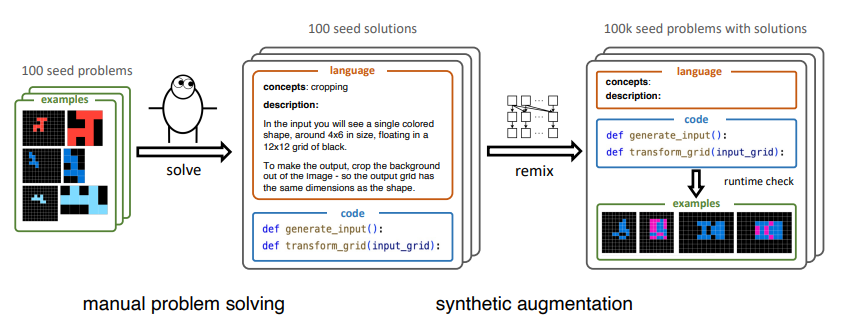 100 seed problems
examples
solve
100 seed solutions
language
concepts: cropping
description:
In the input you will see a single colored
shape, around 4x6 in size, floating in a
12x12 grid of black.
To make the output, crop the background
out of the image - so the output grid has
the same dimensions as the shape.
code
def generate_input():
def transform_grid(input_grid):
remix
100k seed problems with solutions
language
concepts:
description:
code
def generate_input():
def transform_grid(input_grid):
runtime check
examples
manual problem solving
synthetic augmentation